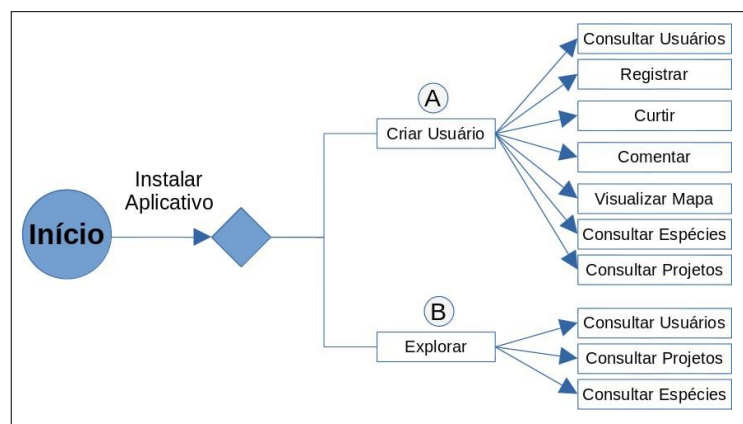 Início
Instalar
Aplicativo
A
Criar Usuário
Consultar Usuários
Registrar
Curtir
Comentar
Visualizar Mapa
Consultar Espécies
Consultar Projetos
B
Explorar
Consultar Usuários
Consultar Projetos
Consultar Espécies